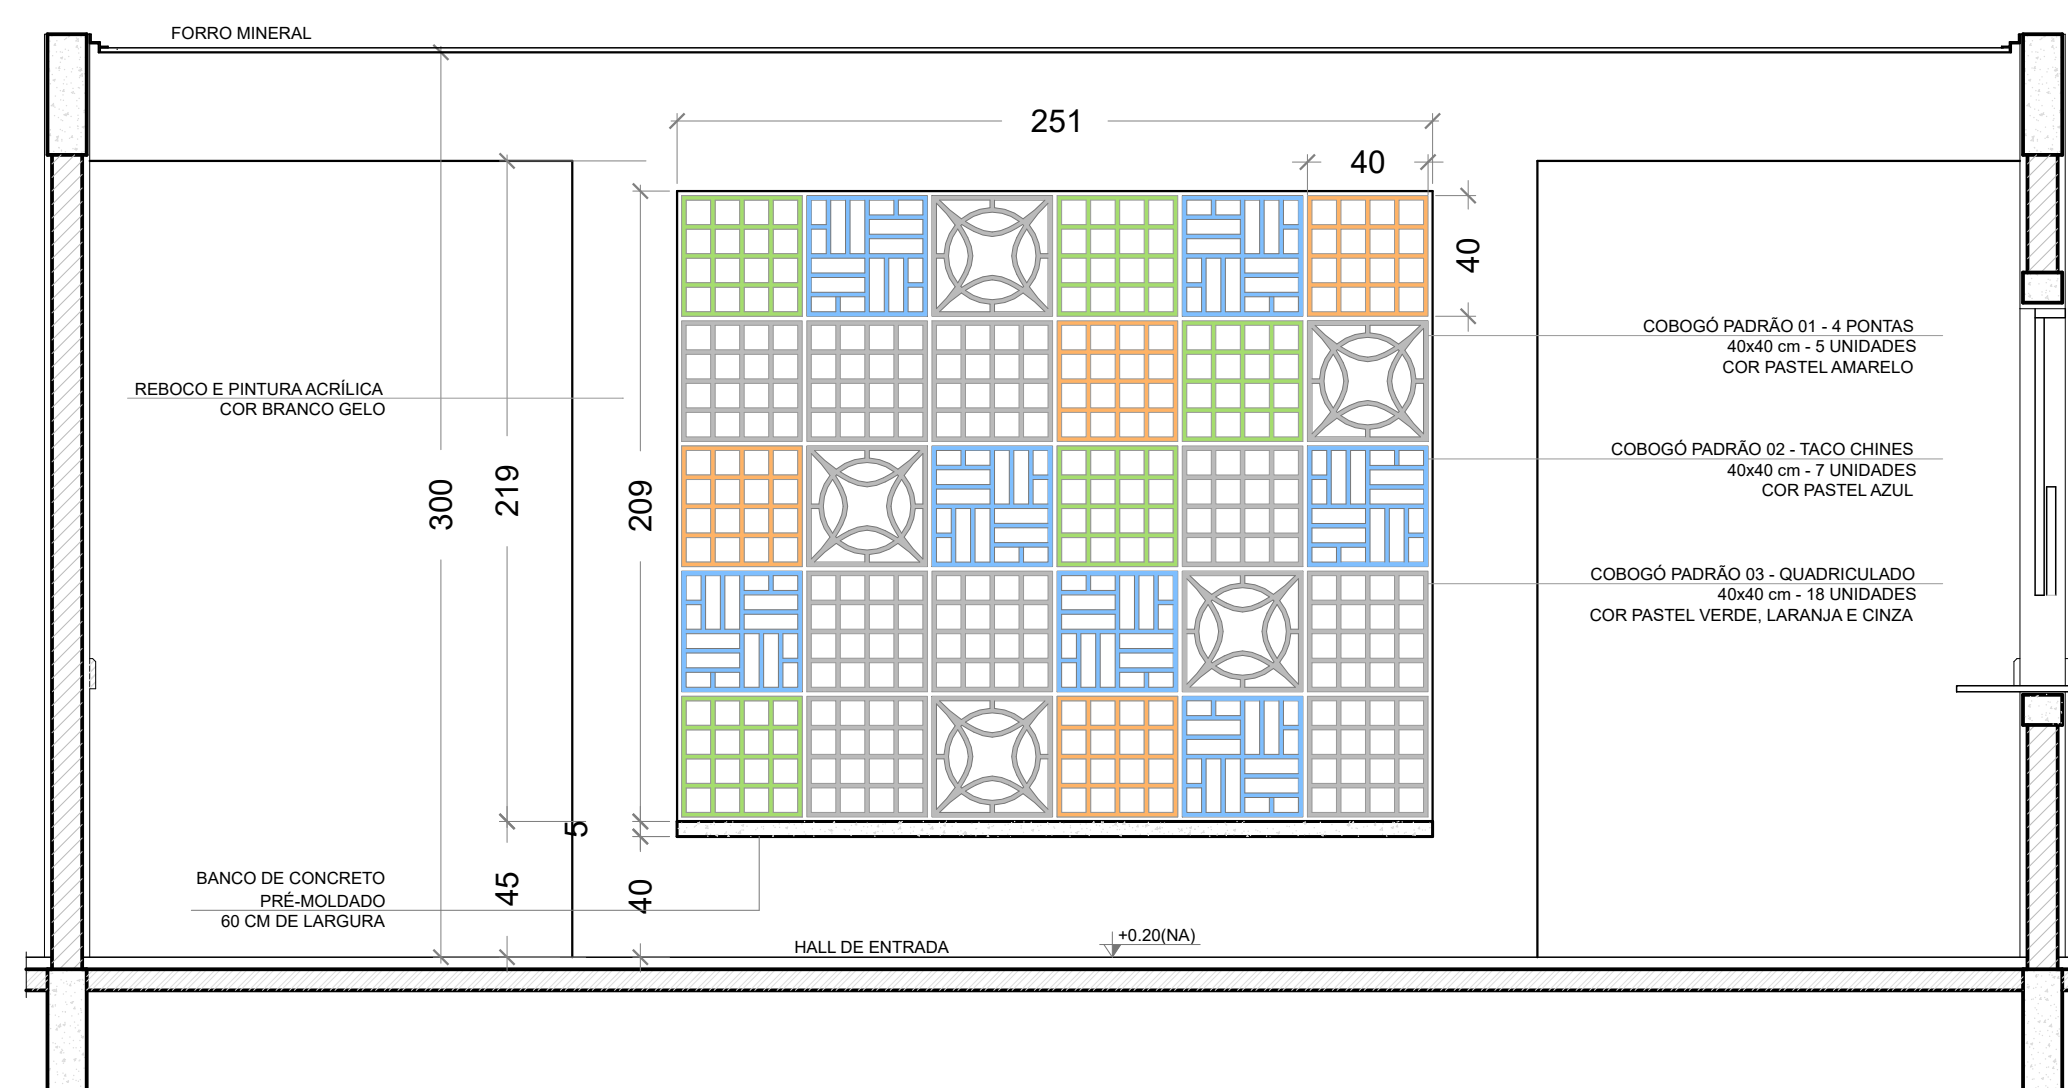 FORRO MINERAL
251
40
40
COBOGÓ PADRÃO 01 - 4 PONTAS
40x40 cm - 5 UNIDADES
COR PASTEL AMARELO
REBOCO E PINTURA ACRÍLICA
COR BRANCO GELO
COBOGÓ PADRÃO 02 - TACO CHINES
40x40 cm - 7 UNIDADES
COR PASTEL AZUL
300
219
209
COBOGÓ PADRÃO 03 - QUADRICULADO
40x40 cm - 18 UNIDADES
COR PASTEL VERDE, LARANJA E CINZA
5
BANCO DE CONCRETO
PRÉ-MOLDADO
60 CM DE LARGURA
45
40
HALL DE ENTRADA
+0.20(NA)